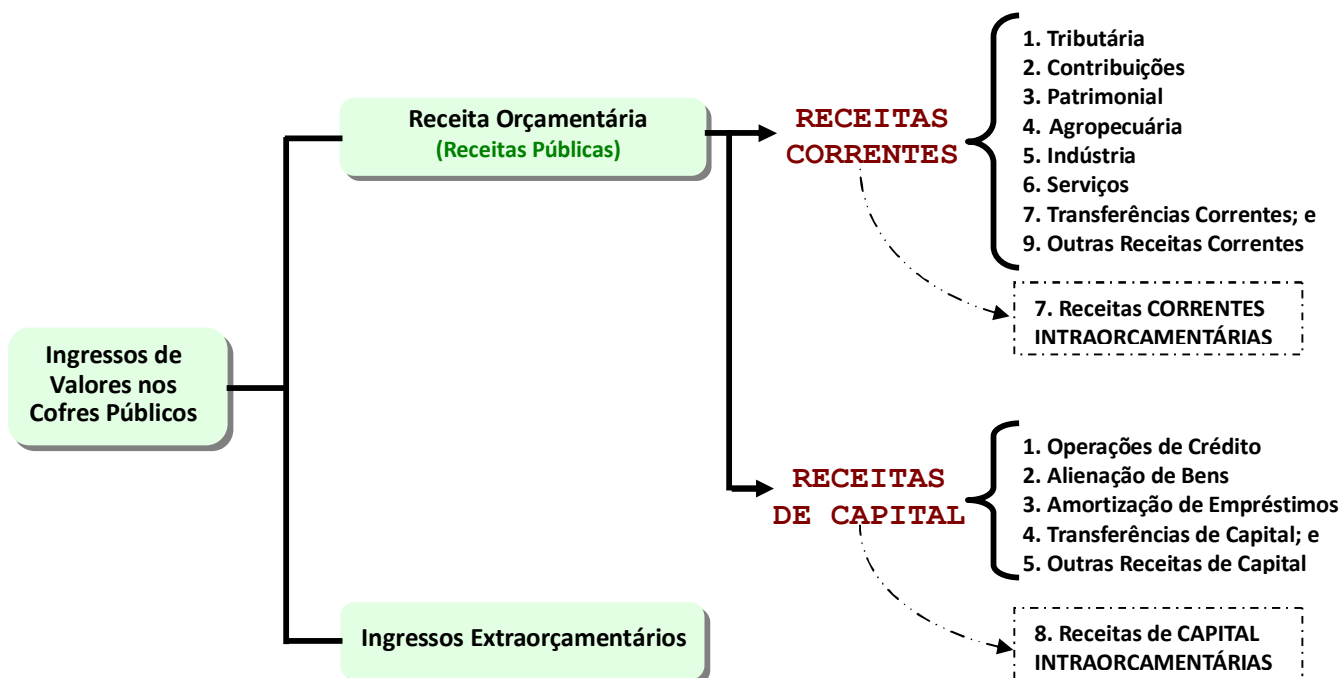 Ingressos de
Valores nos
Cofres Públicos
Receita Orçamentária
(Receitas Públicas)
RECEITAS
CORRENTES
1. Tributária
2. Contribuições
3. Patrimonial
4. Agropecuária
5. Indústria
6. Serviços
7. Transferências Correntes; e
9. Outras Receitas Correntes
7. Receitas CORRENTES
INTRAORCAMENTÁRIAS
RECEITAS
DE CAPITAL
1. Operações de Crédito
2. Alienação de Bens
3. Amortização de Empréstimos
4. Transferências de Capital; e
5. Outras Receitas de Capital
8. Receitas de CAPITAL
INTRAORCAMENTÁRIAS
Ingressos Extraorçamentários